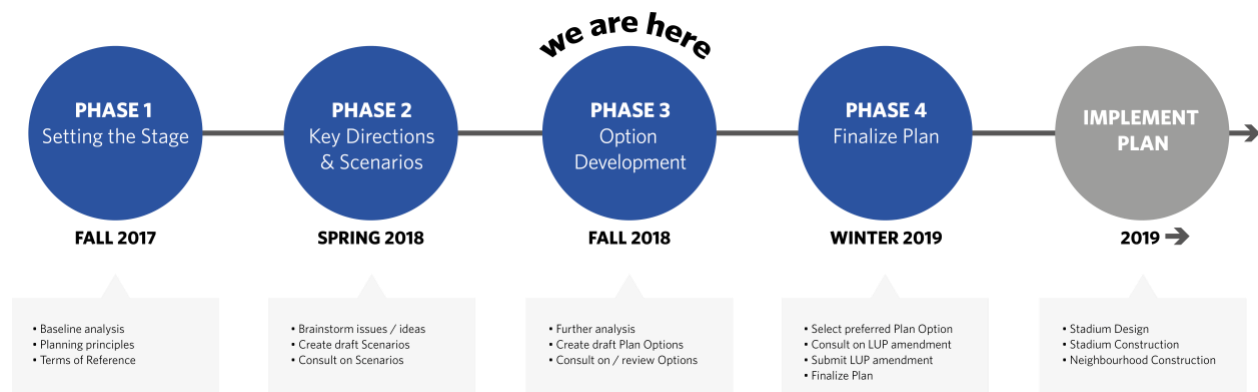 we are here
PHASE 1
Setting the Stage
FALL 2017
• Baseline analysis
• Planning principles
• Terms of Reference
PHASE 2
Key Directions
& Scenarios
SPRING 2018
• Brainstorm issues / ideas
• Create draft Scenarios
• Consult on Scenarios
PHASE 3
Option
Development
FALL 2018
• Further analysis
• Create draft Plan Options
• Consult on / review Options
PHASE 4
Finalize Plan
WINTER 2019
• Select preferred Plan Option
• Consult on LUP amendment
• Submit LUP amendment
• Finalize Plan
IMPLEMENT
PLAN
2019 →
• Stadium Design
• Stadium Construction
• Neighbourhood Construction